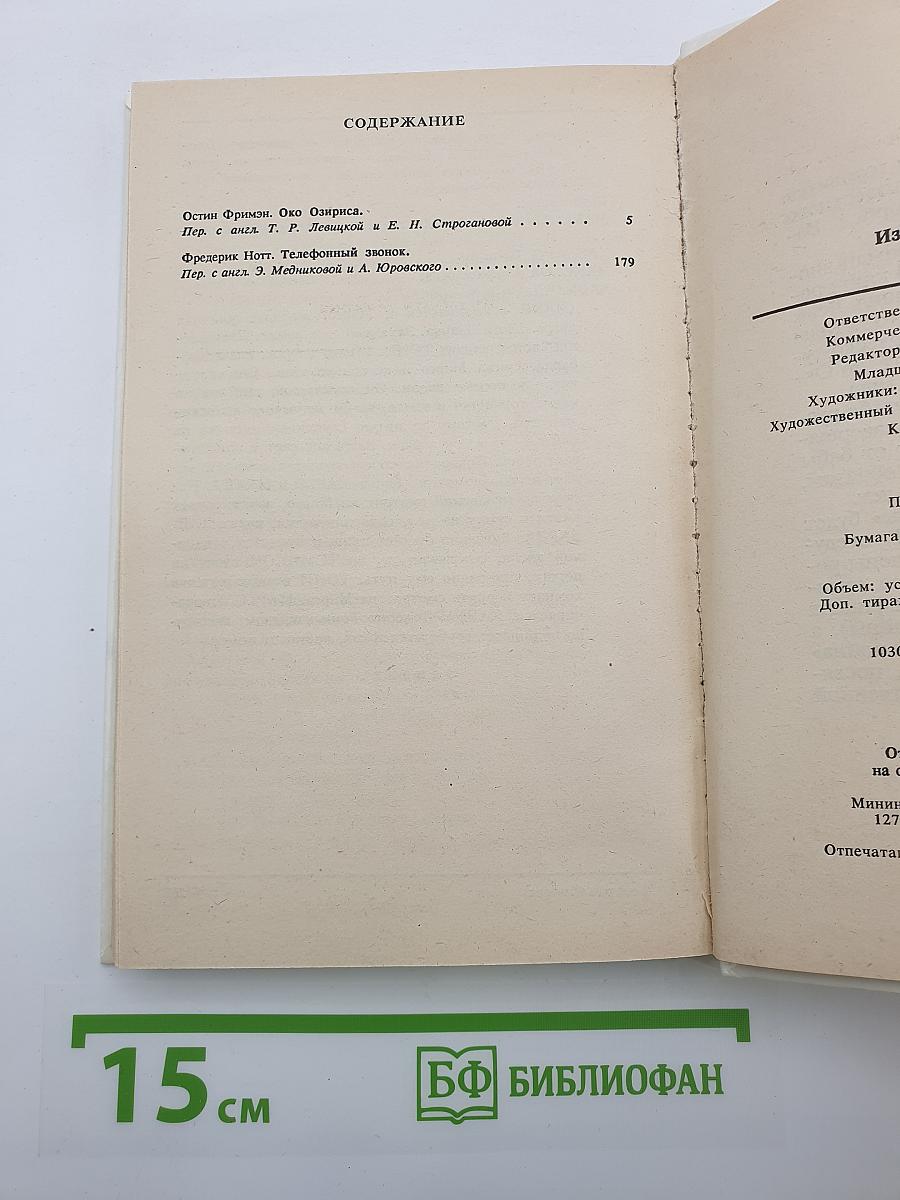 СОДЕРЖАНИЕ
Остин Фримэн. Око Озириса.
Пер. с англ. Т. Р. Левицкой и Е. Н. Строгановой . . . . . . 5
Фредерик Нотт. Телефонный звонок.
Пер. с англ. Э. Медниковой и А. Юровского . . . . . . . . . . . . . . . . . . 179
Из
Ответстве
Коммерче
Редактор
Младш
Художники:
Художественный
К
П
Бумага
Объем: ус
Доп. тираж
1030
От
на с
Минин
127
Отпечатан
15 см
БФ БИБЛИОФАН